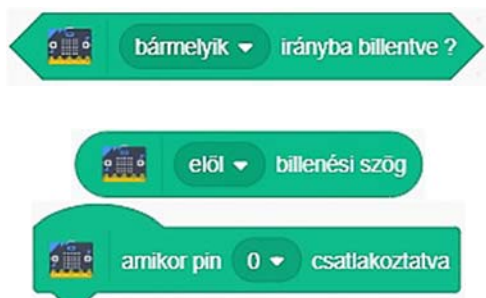 bármelyik irányba billentve ?
elöl billenési szög
amikor pin 0 csatlakoztatva